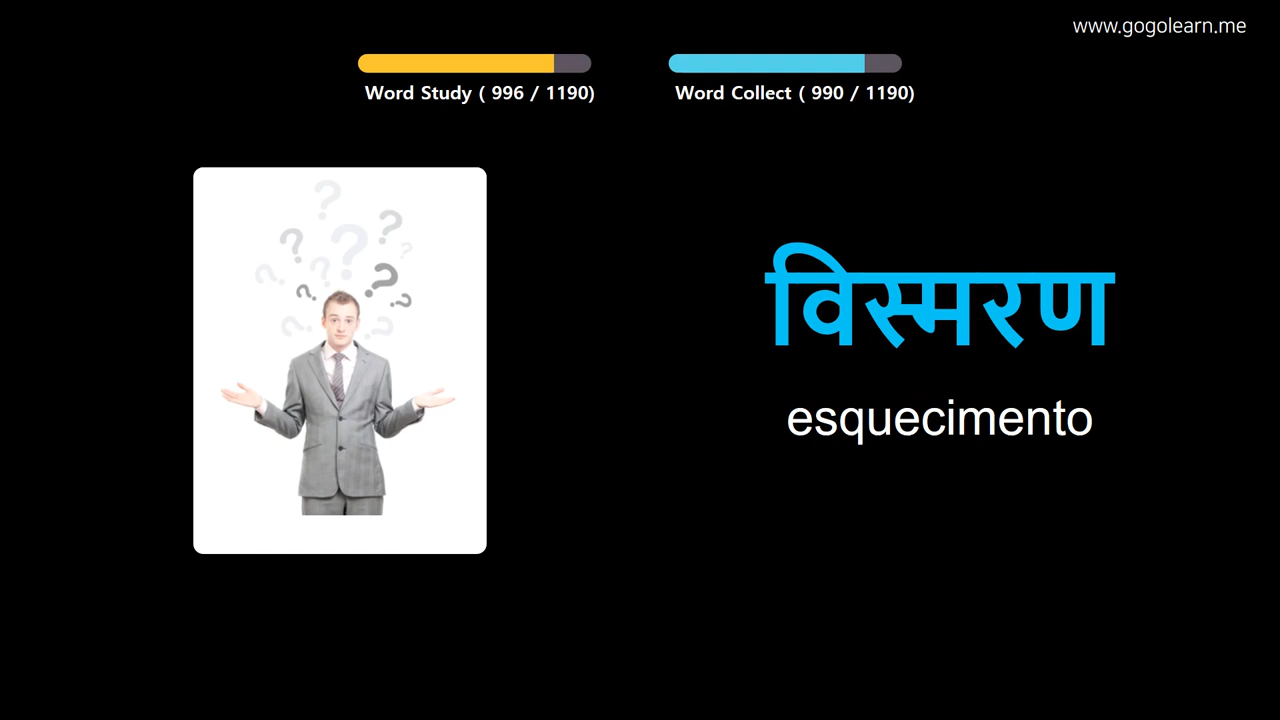 www.gogolearn.me
Word Study ( 996 / 1190)
Word Collect ( 990 / 1190)
विस्मरण
esquecimento